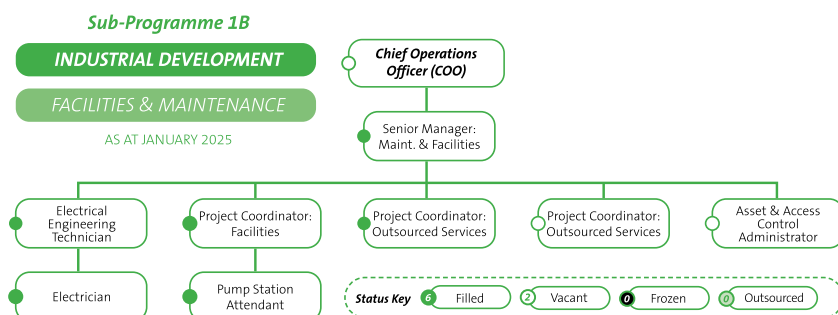 Sub-Programme 1B
INDUSTRIAL DEVELOPMENT
FACILITIES & MAINTENANCE
AS AT JANUARY 2025
Chief Operations
Officer (COO)
Senior Manager:
Maint. & Facilities
Electrical
Engineering
Technician
Project Coordinator:
Facilities
Project Coordinator:
Outsourced Services
Project Coordinator:
Outsourced Services
Asset & Access
Control
Administrator
Electrician
Pump Station
Attendant
Status Key
6 Filled
2 Vacant
0 Frozen
0 Outsourced